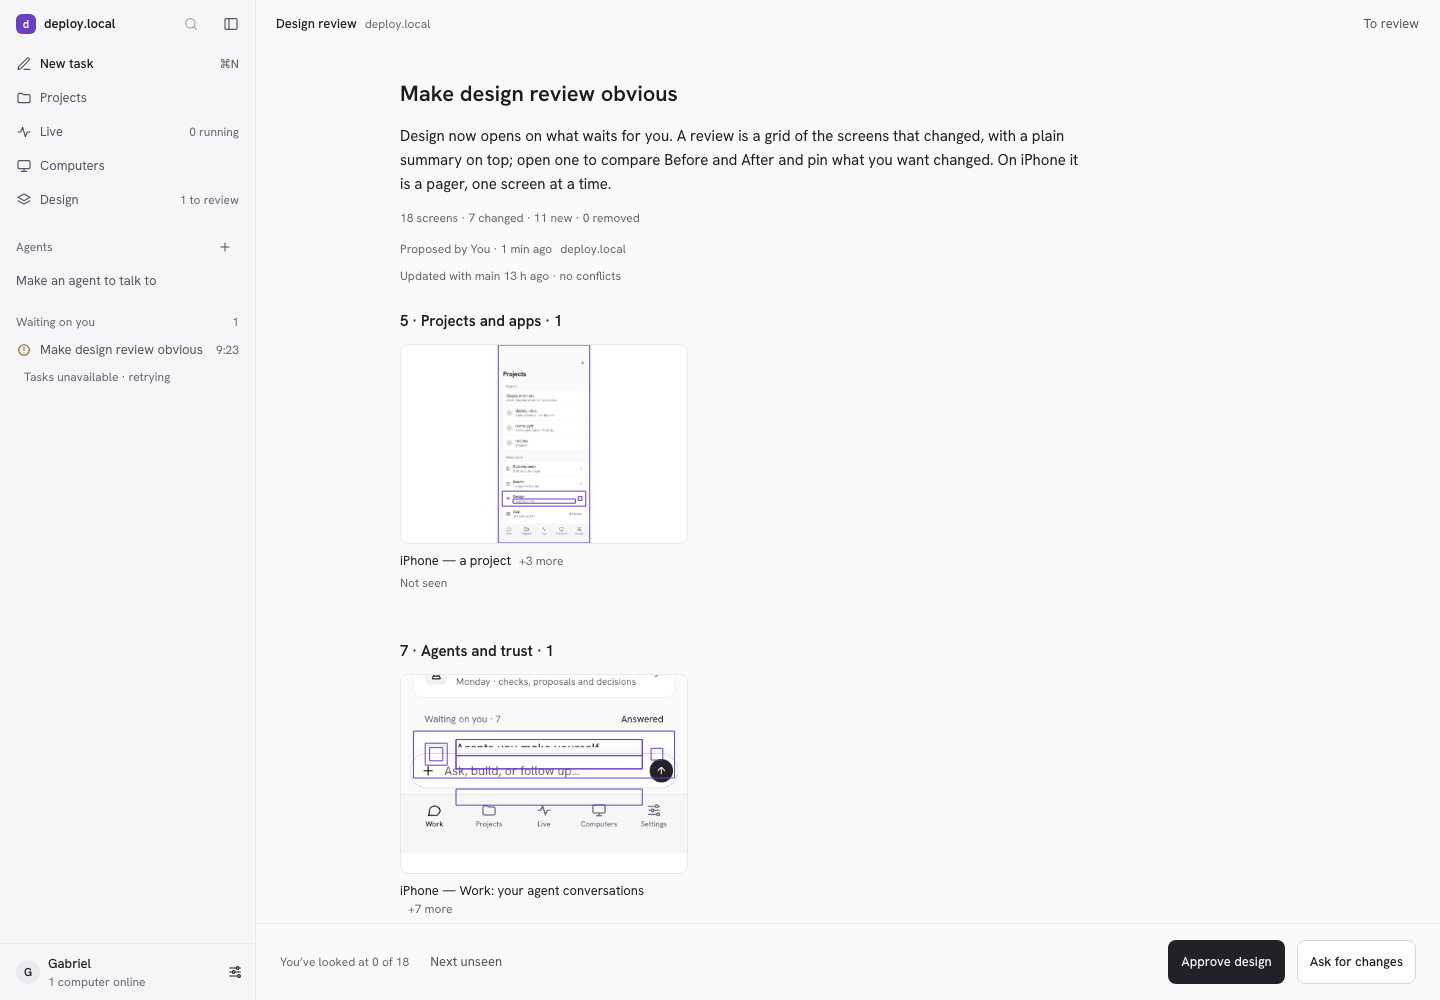 d deploy.local
New task ⌘N
Projects
Live 0 running
Computers
Design 1 to review
Agents
Make an agent to talk to
Waiting on you 1
Make design review obvious 9:23
Tasks unavailable · retrying
G Gabriel
1 computer online
Design review deploy.local
To review
Make design review obvious
Design now opens on what waits for you. A review is a grid of the screens that changed, with a plain
summary on top; open one to compare Before and After and pin what you want changed. On iPhone it
is a pager, one screen at a time.
18 screens · 7 changed · 11 new · 0 removed
Proposed by You · 1 min ago deploy.local
Updated with main 13 h ago · no conflicts
5 · Projects and apps · 1
Projects
iPhone — a project +3 more
Not seen
7 · Agents and trust · 1
Monday · checks, proposals and decisions
Waiting on you · 7 Answered
Agents you make yourself
Ask, build, or follow up...
Work Projects Live Computers Settings
iPhone — Work: your agent conversations
+7 more
You've looked at 0 of 18
Next unseen
Approve design
Ask for changes